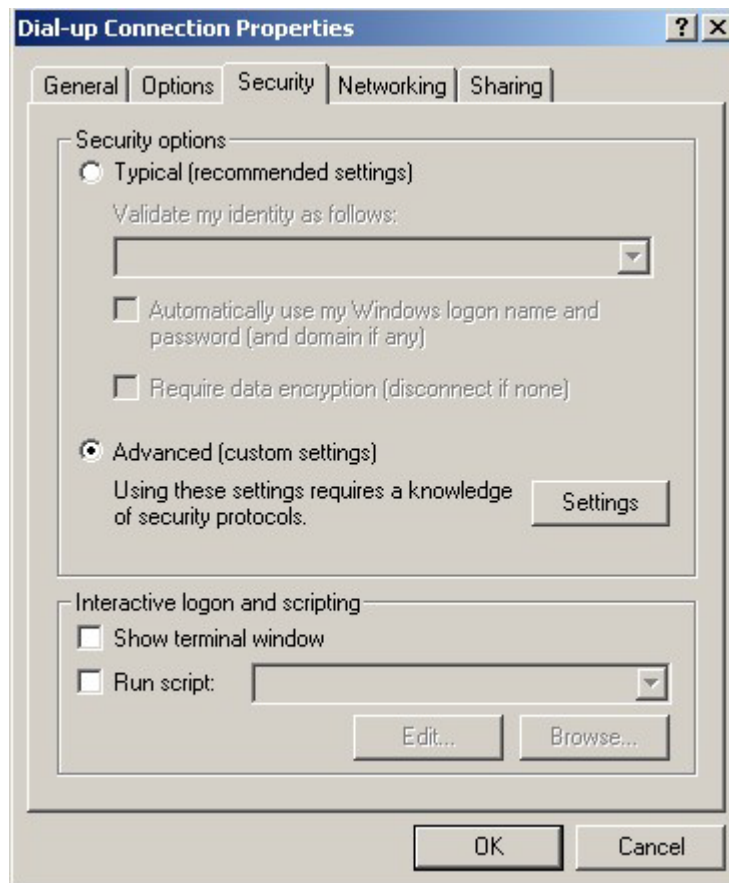 Dial-up Connection Properties
General Options Security Networking Sharing
Security options
Typical (recommended settings)
Validate my identity as follows:
Automatically use my Windows logon name and
password (and domain if any)
Require data encryption (disconnect if none)
Advanced (custom settings)
Using these settings requires a knowledge
of security protocols.
Settings
Interactive logon and scripting
Show terminal window
Run script:
Edit... Browse...
OK Cancel